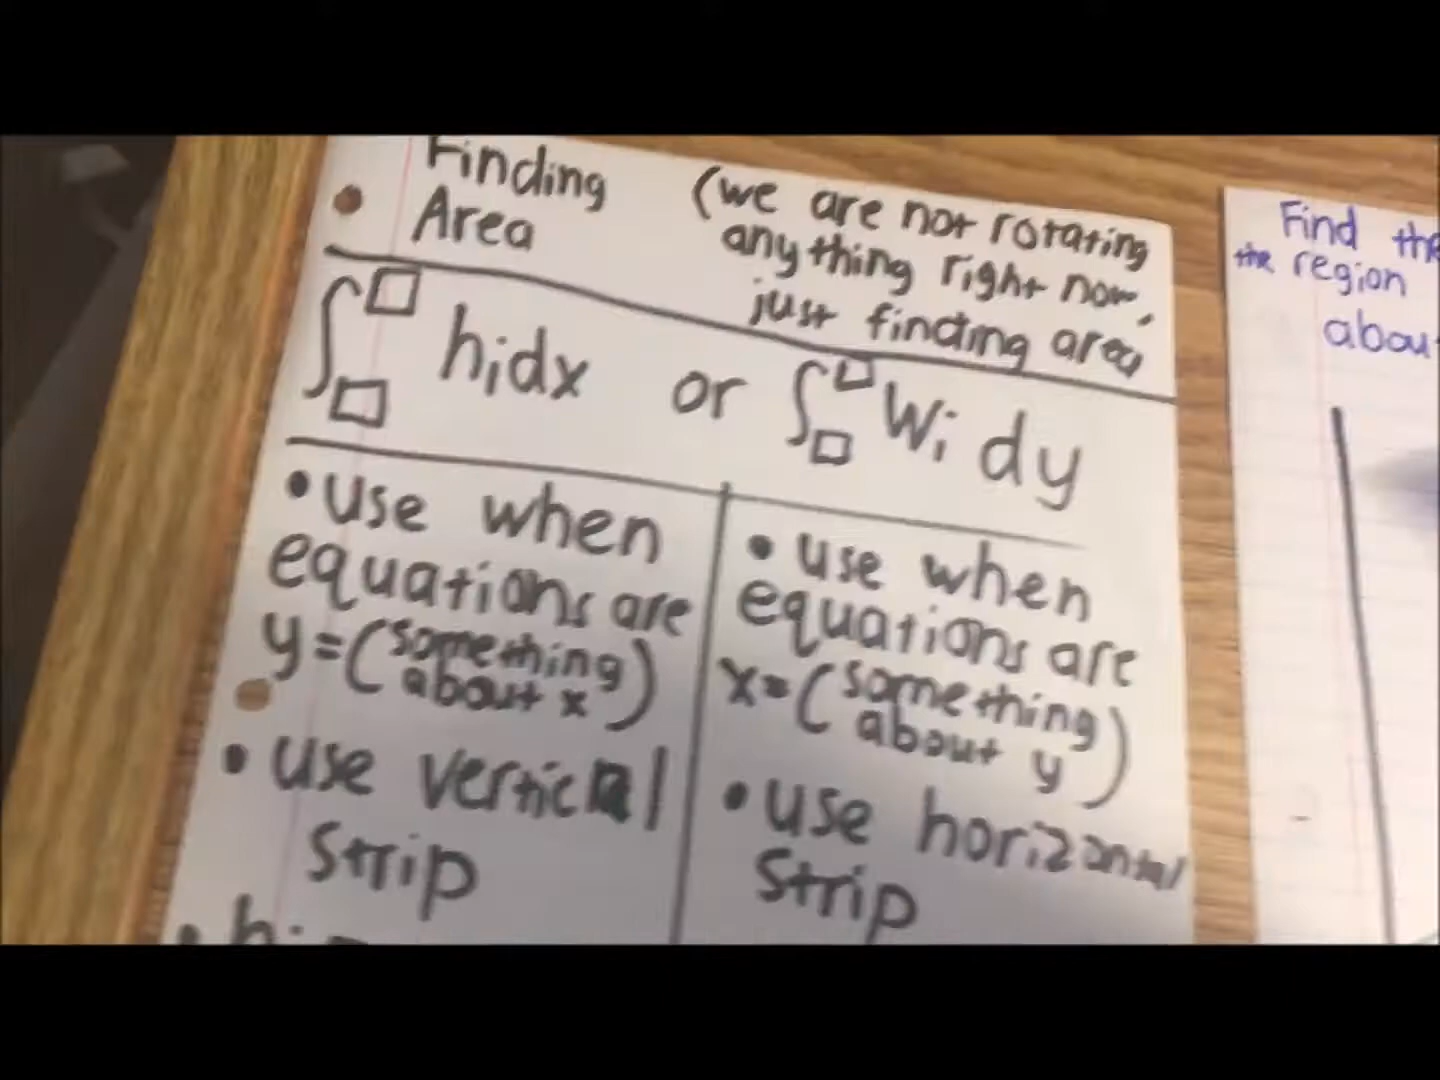 Finding
Area
(we are not rotating
anything right now,
just finding area
∫ □ □ hidx or ∫ □ □ Wi dy
• use when
equations are
y=(something
about x)
• use vertical
strip
• use when
equations are
x=(something
about y)
• use horizontal
strip
Find the
the region